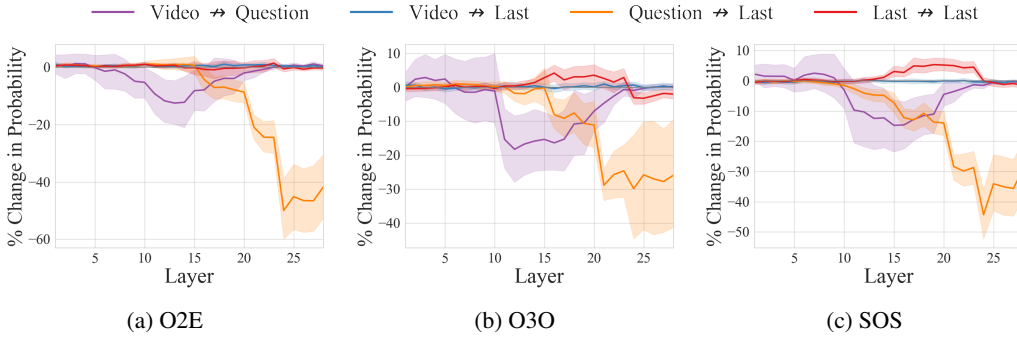 Video ↛ Question Video ↛ Last Question ↛ Last Last ↛ Last
% Change in Probability
0
−20
−40
−60
5 10 15 20 25
Layer
(a) O2E
% Change in Probability
10
0
−10
−20
−30
−40
5 10 15 20 25
Layer
(b) O3O
% Change in Probability
10
0
−10
−20
−30
−40
−50
5 10 15 20 25
Layer
(c) SOS